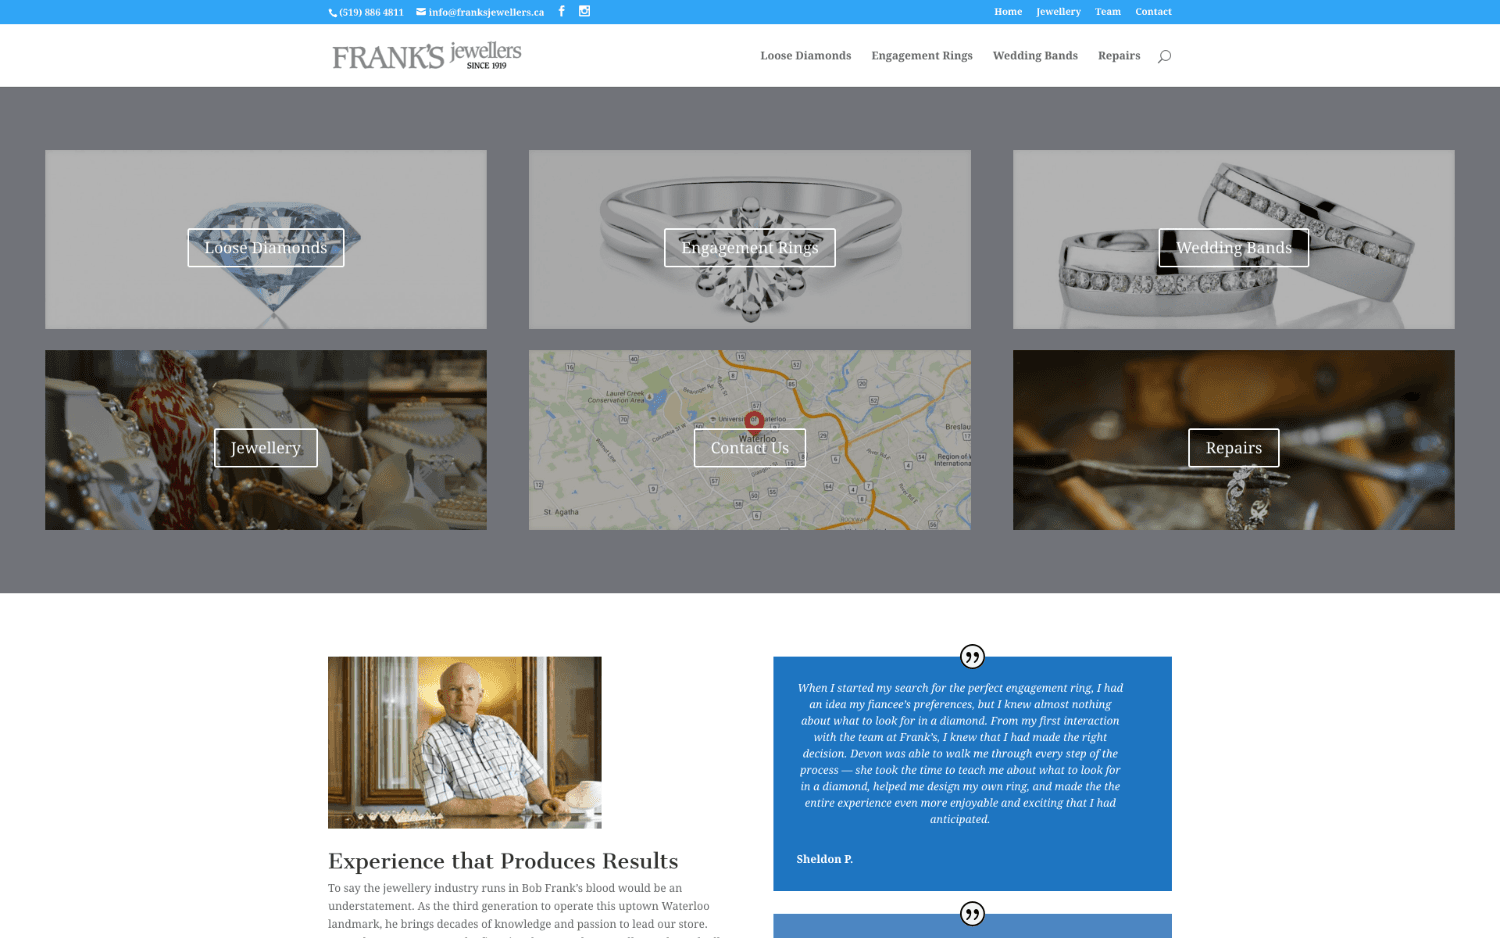 (519) 886 4811 info@franksjewellers.ca Home Jewellery Team Contact
FRANK'S jewellers
SINCE 1919
Loose Diamonds Engagement Rings Wedding Bands Repairs
Loose Diamonds
Engagement Rings
Wedding Bands
Jewellery
Laurel Creek
Conservation Area
Waterloo
Breslau
St. Agatha
Contact Us
Repairs
Experience that Produces Results
To say the jewellery industry runs in Bob Frank's blood would be an
understatement. As the third generation to operate this uptown Waterloo
landmark, he brings decades of knowledge and passion to lead our store.
When I started my search for the perfect engagement ring, I had
an idea my fiancee's preferences, but I knew almost nothing
about what to look for in a diamond. From my first interaction
with the team at Frank's, I knew that I had made the right
decision. Devon was able to walk me through every step of the
process — she took the time to teach me about what to look for
in a diamond, helped me design my own ring, and made the the
entire experience even more enjoyable and exciting that I had
anticipated.
Sheldon P.